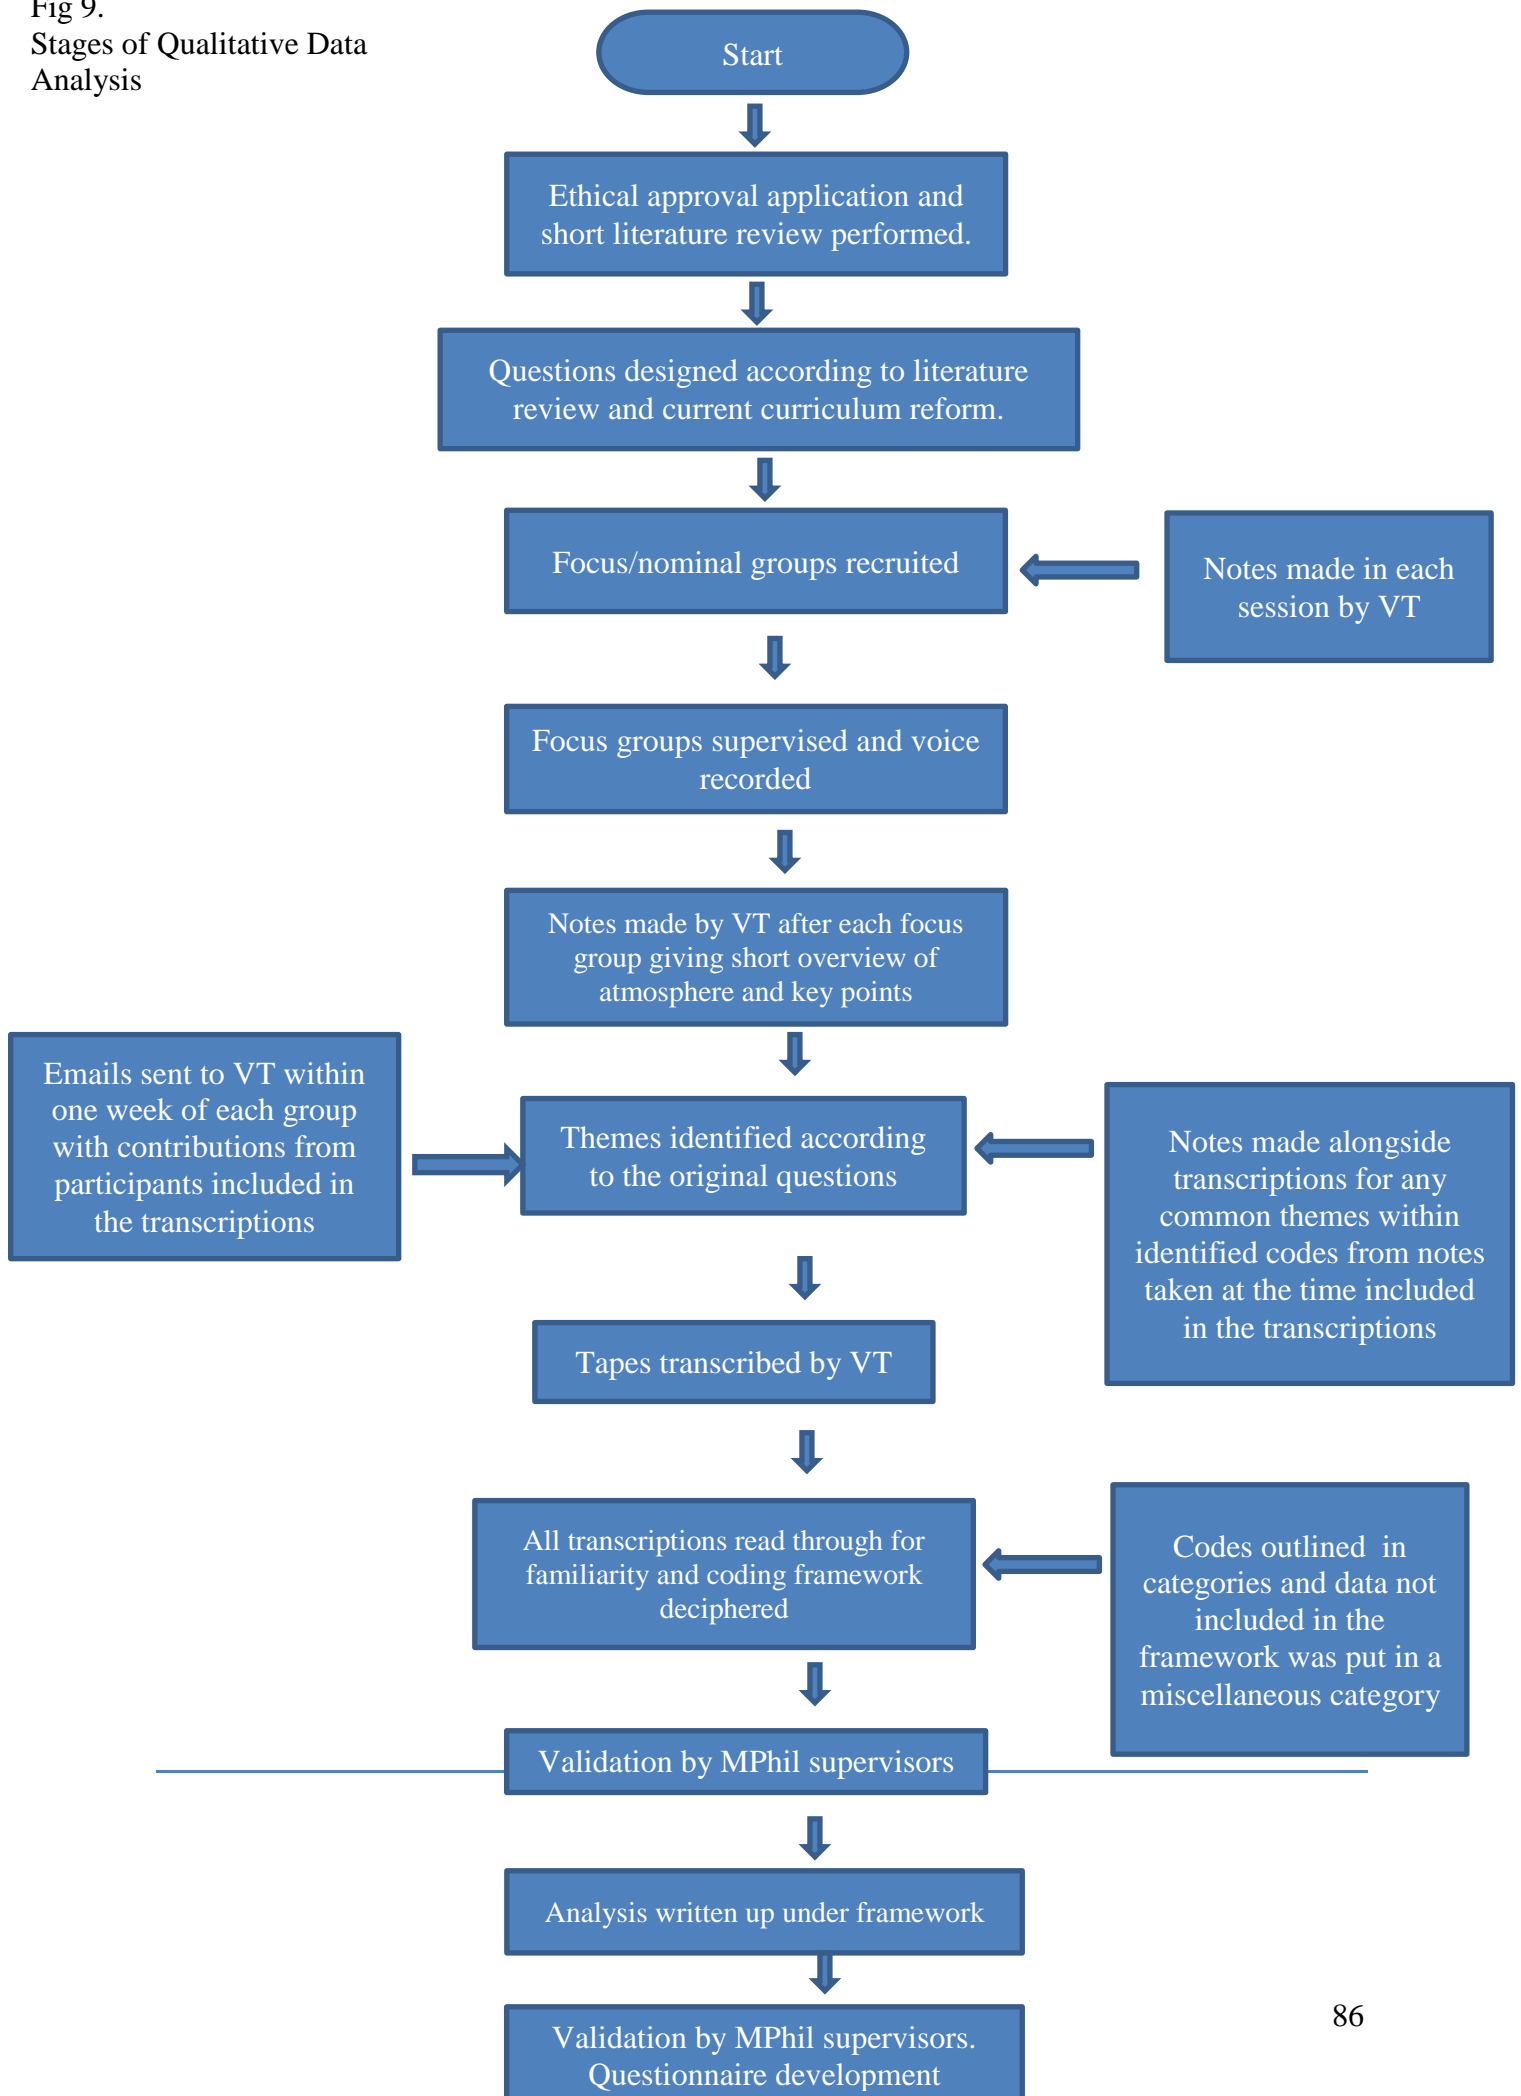 Fig 9.
Stages of Qualitative Data
Analysis
Start
Ethical approval application and
short literature review performed.
Questions designed according to literature
review and current curriculum reform.
Focus/nominal groups recruited
Notes made in each
session by VT
Focus groups supervised and voice
recorded
Notes made by VT after each focus
group giving short overview of
atmosphere and key points
Emails sent to VT within
one week of each group
with contributions from
participants included in
the transcriptions
Themes identified according
to the original questions
Notes made alongside
transcriptions for any
common themes within
identified codes from notes
taken at the time included
in the transcriptions
Tapes transcribed by VT
All transcriptions read through for
familiarity and coding framework
deciphered
Codes outlined  in
categories and data not
included in the
framework was put in a
miscellaneous category
Validation by MPhil supervisors
Analysis written up under framework
Validation by MPhil supervisors.
Questionnaire development
86